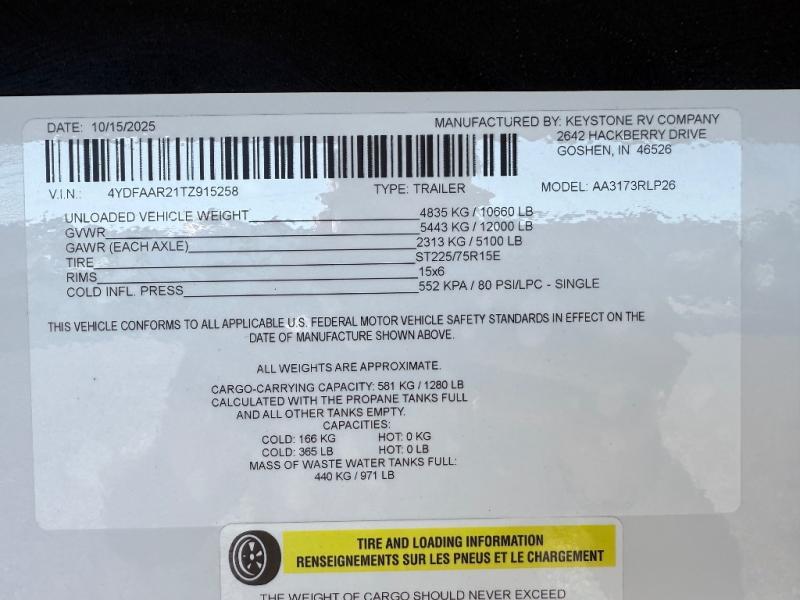 DATE: 10/15/2025
MANUFACTURED BY: KEYSTONE RV COMPANY
2642 HACKBERRY DRIVE
GOSHEN, IN 46526
V.I.N.: 4YDFAAR21TZ915258 TYPE: TRAILER MODEL: AA3173RLP26
UNLOADED VEHICLE WEIGHT 4835 KG / 10660 LB
GVWR 5443 KG / 12000 LB
GAWR (EACH AXLE) 2313 KG / 5100 LB
TIRE ST225/75R15E
RIMS 15x6
COLD INFL. PRESS 552 KPA / 80 PSI/LPC - SINGLE
THIS VEHICLE CONFORMS TO ALL APPLICABLE U.S. FEDERAL MOTOR VEHICLE SAFETY STANDARDS IN EFFECT ON THE
DATE OF MANUFACTURE SHOWN ABOVE.
ALL WEIGHTS ARE APPROXIMATE.
CARGO-CARRYING CAPACITY: 581 KG / 1280 LB
CALCULATED WITH THE PROPANE TANKS FULL
AND ALL OTHER TANKS EMPTY.
CAPACITIES:
COLD: 166 KG HOT: 0 KG
COLD: 365 LB HOT: 0 LB
MASS OF WASTE WATER TANKS FULL:
440 KG / 971 LB
TIRE AND LOADING INFORMATION
RENSEIGNEMENTS SUR LES PNEUS ET LE CHARGEMENT
THE WEIGHT OF CARGO SHOULD NEVER EXCEED